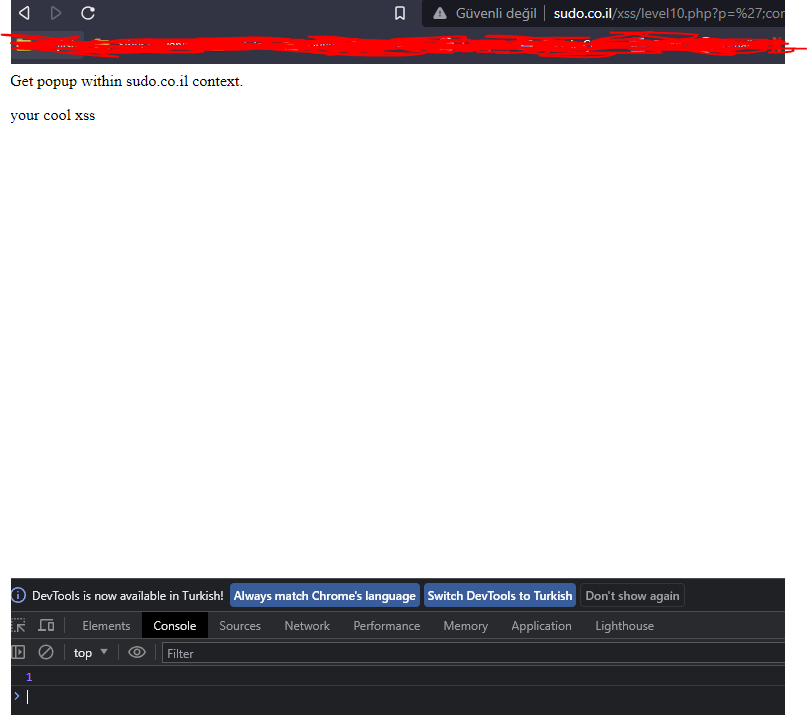 Güvenli değil sudo.co.il/xss/level10.php?p=%27;con
Get popup within sudo.co.il context.
your cool xss
DevTools is now available in Turkish! Always match Chrome's language Switch DevTools to Turkish Don't show again
Elements Console Sources Network Performance Memory Application Lighthouse
top Filter
1